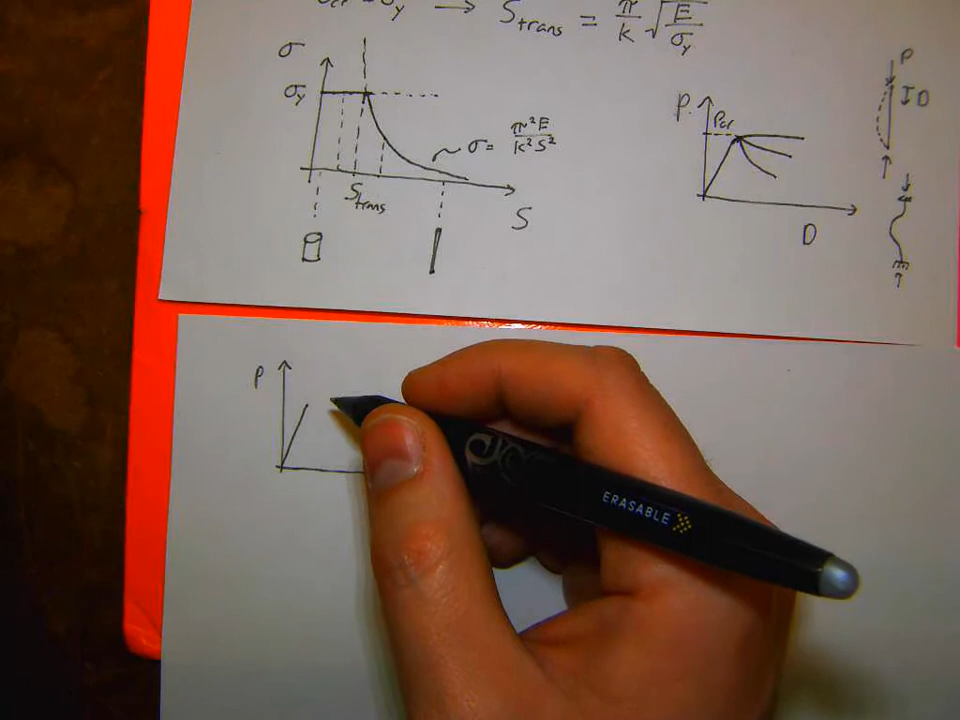 σcr = σy → Strans = π/k √E/σy
σ
σy
σ = π²E/k²S²
Strans
S
P
Pcr
D
P
D
P
ERASABLE